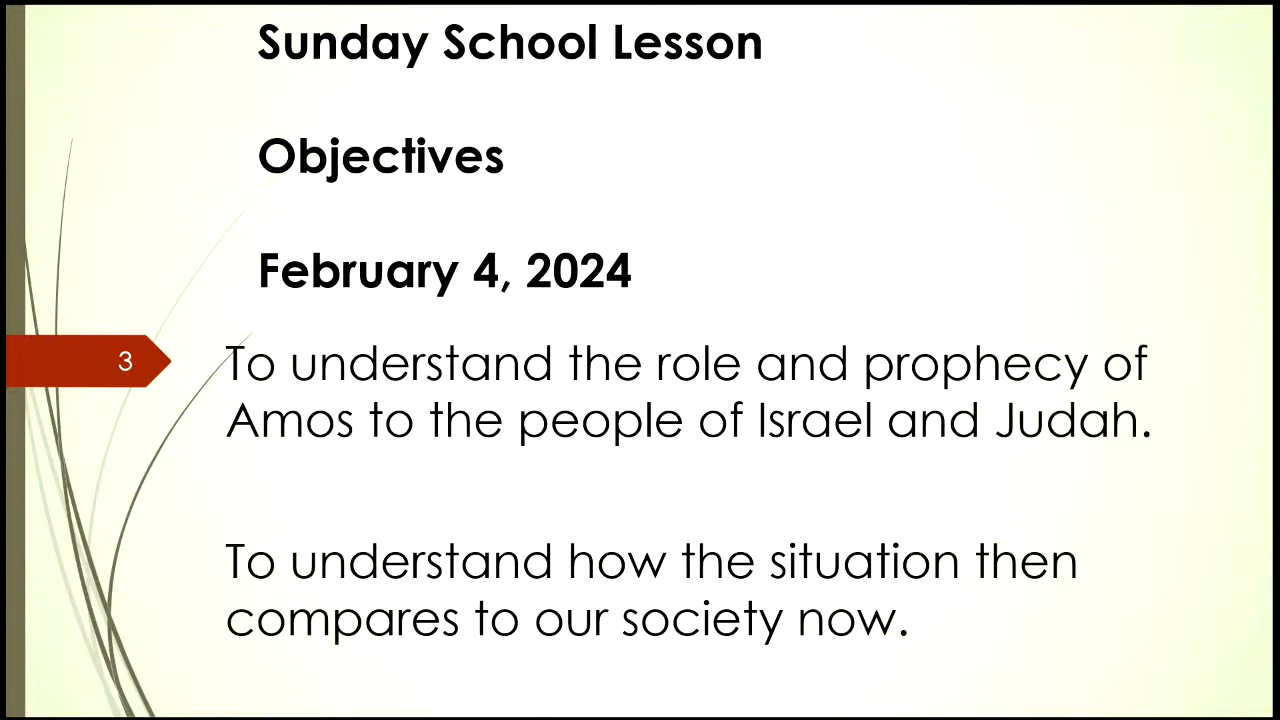 Sunday School Lesson
Objectives
February 4, 2024
3
To understand the role and prophecy of
Amos to the people of Israel and Judah.
To understand how the situation then
compares to our society now.